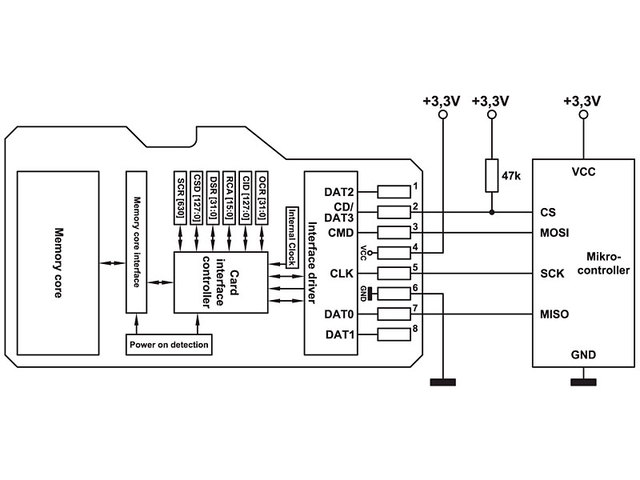 +3,3V
+3,3V
+3,3V
47k
VCC
CS
MOSI
Mikro-
controller
SCK
MISO
GND
Memory core
Memory core interface
SCR [630]
CSD [127:0]
DSR [31:0]
RCA [15:0]
CID [127:0]
OCR [31:0]
Internal Clock
Card
interface
controller
Power on detection
Interface driver
DAT2
1
CD/
DAT3
2
CMD
3
VCC
4
CLK
5
GND
6
DAT0
7
DAT1
8